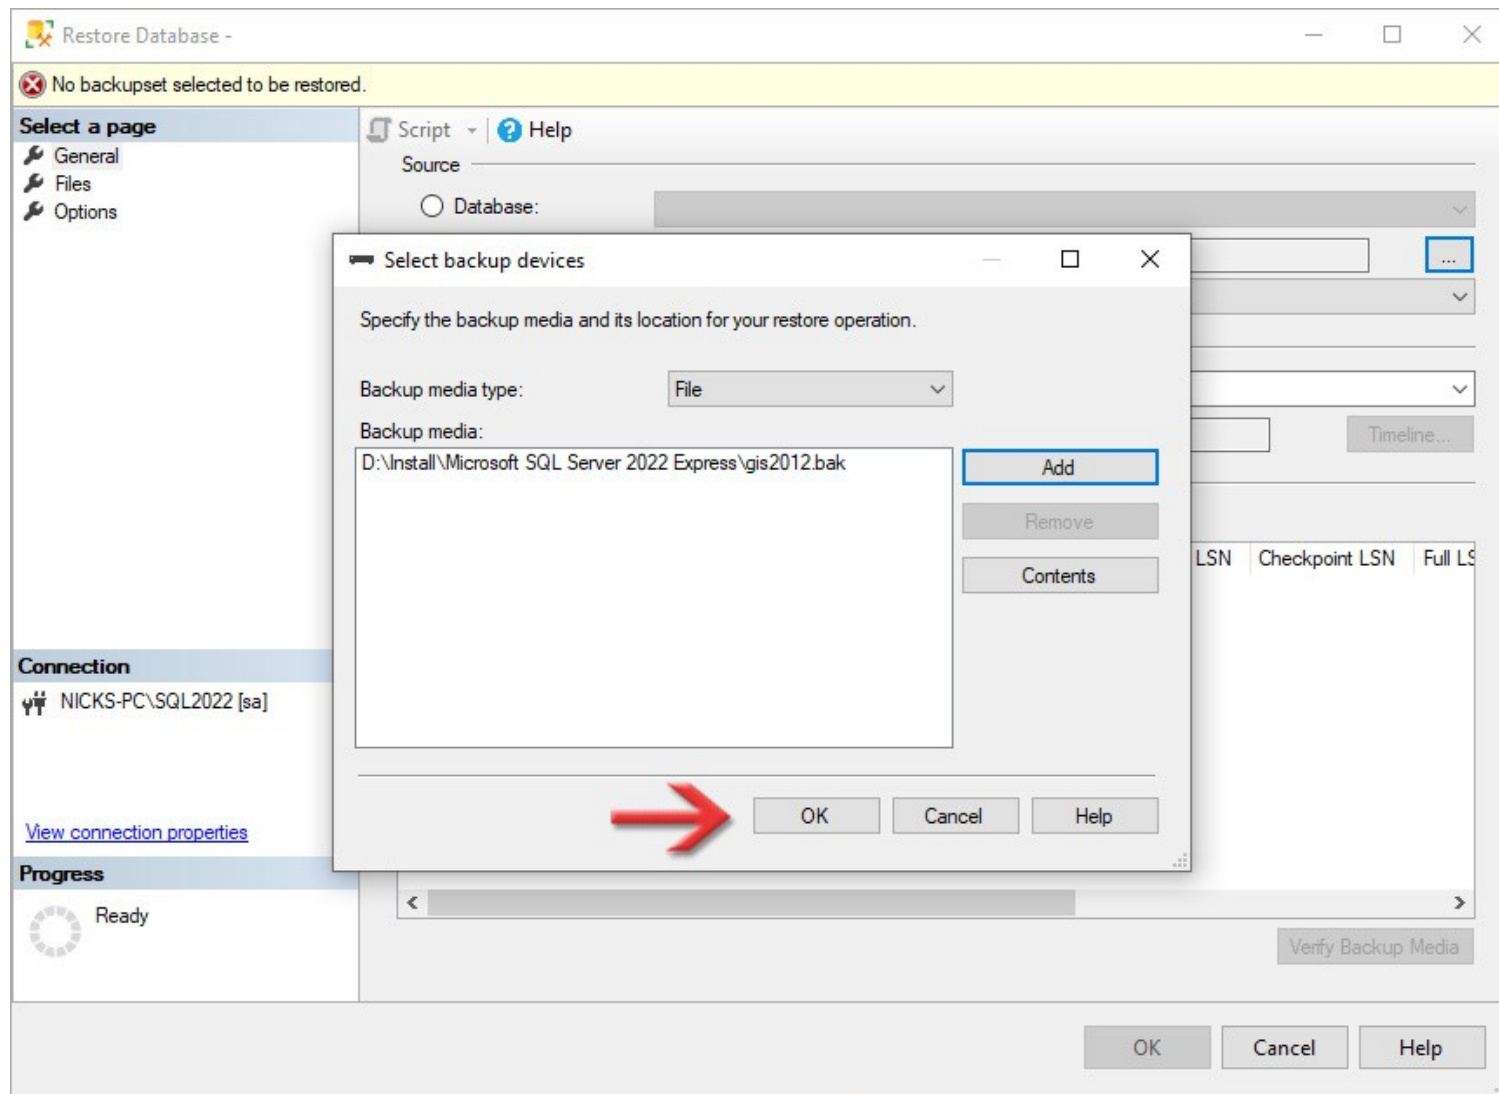 Restore Database -
No backupset selected to be restored.
Select a page
General
Files
Options
Script
Help
Source
Database:
...
Select backup devices
Specify the backup media and its location for your restore operation.
Backup media type:
File
Backup media:
D:\Install\Microsoft SQL Server 2022 Express\gis2012.bak
Add
Remove
Contents
OK
Cancel
Help
Timeline...
LSN
Checkpoint LSN
Full LS
Connection
NICKS-PC\SQL2022 [sa]
View connection properties
Progress
Ready
Verify Backup Media
OK
Cancel
Help